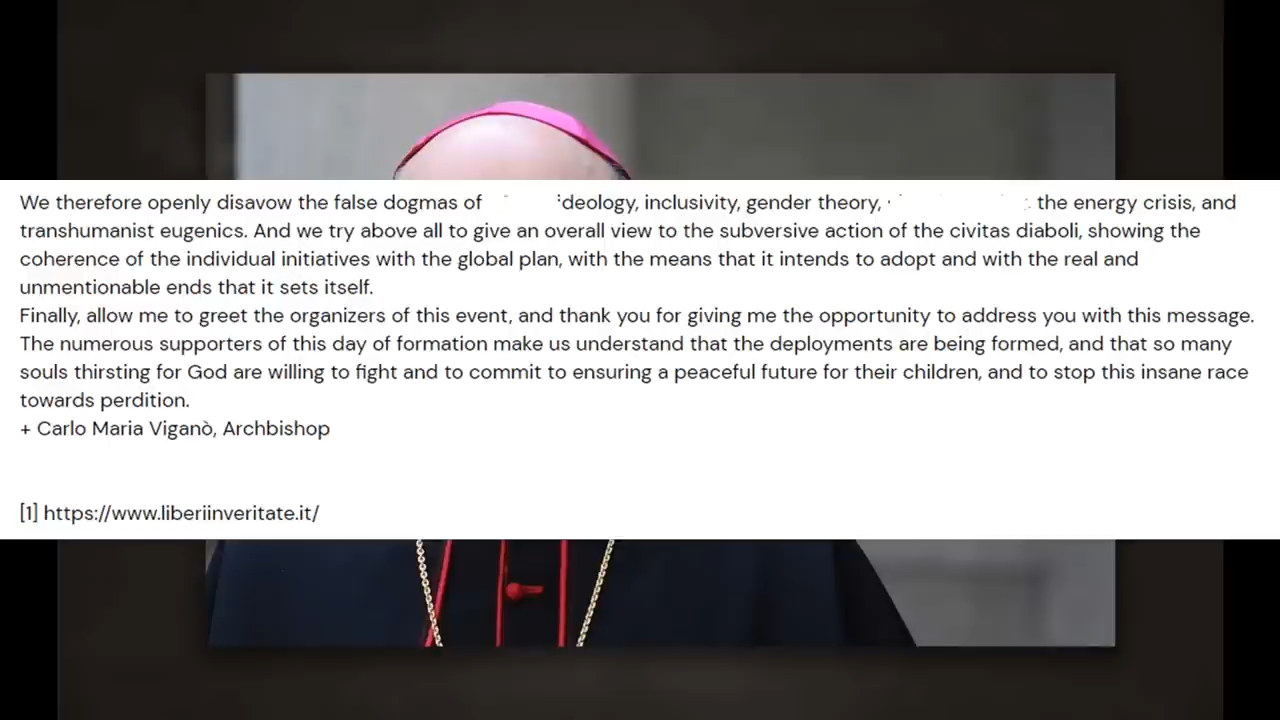 We therefore openly disavow the false dogmas of deology, inclusivity, gender theory, the energy crisis, and
transhumanist eugenics. And we try above all to give an overall view to the subversive action of the civitas diaboli, showing the
coherence of the individual initiatives with the global plan, with the means that it intends to adopt and with the real and
unmentionable ends that it sets itself.
Finally, allow me to greet the organizers of this event, and thank you for giving me the opportunity to address you with this message.
The numerous supporters of this day of formation make us understand that the deployments are being formed, and that so many
souls thirsting for God are willing to fight and to commit to ensuring a peaceful future for their children, and to stop this insane race
towards perdition.
+ Carlo Maria Viganò, Archbishop
[1] https://www.liberiinveritate.it/